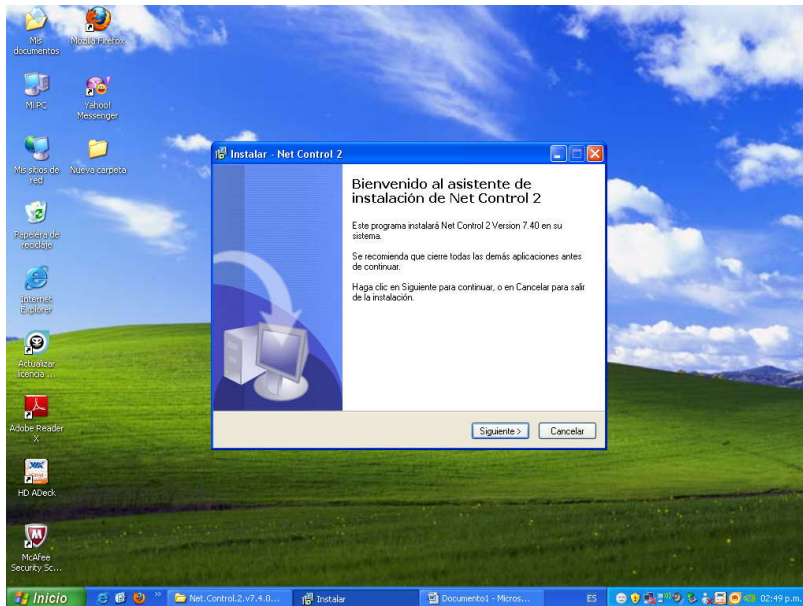 Mis documentos
Mozilla Firefox
Mi PC
Yahoo! Messenger
Mis sitios de red
Nueva carpeta
Papelera de reciclaje
Internet Explorer
Actualizar licencia ...
Adobe Reader X
HD ADeck
McAfee Security Sc...
Instalar - Net Control 2
Bienvenido al asistente de
instalación de Net Control 2
Este programa instalará Net Control 2 Version 7.40 en su
sistema.
Se recomienda que cierre todas las demás aplicaciones antes
de continuar.
Haga clic en Siguiente para continuar, o en Cancelar para salir
de la instalación.
Siguiente >
Cancelar
Inicio
Net.Control.2.v7.4.0...
Instalar
Documento1 - Micros...
ES
02:49 p.m.